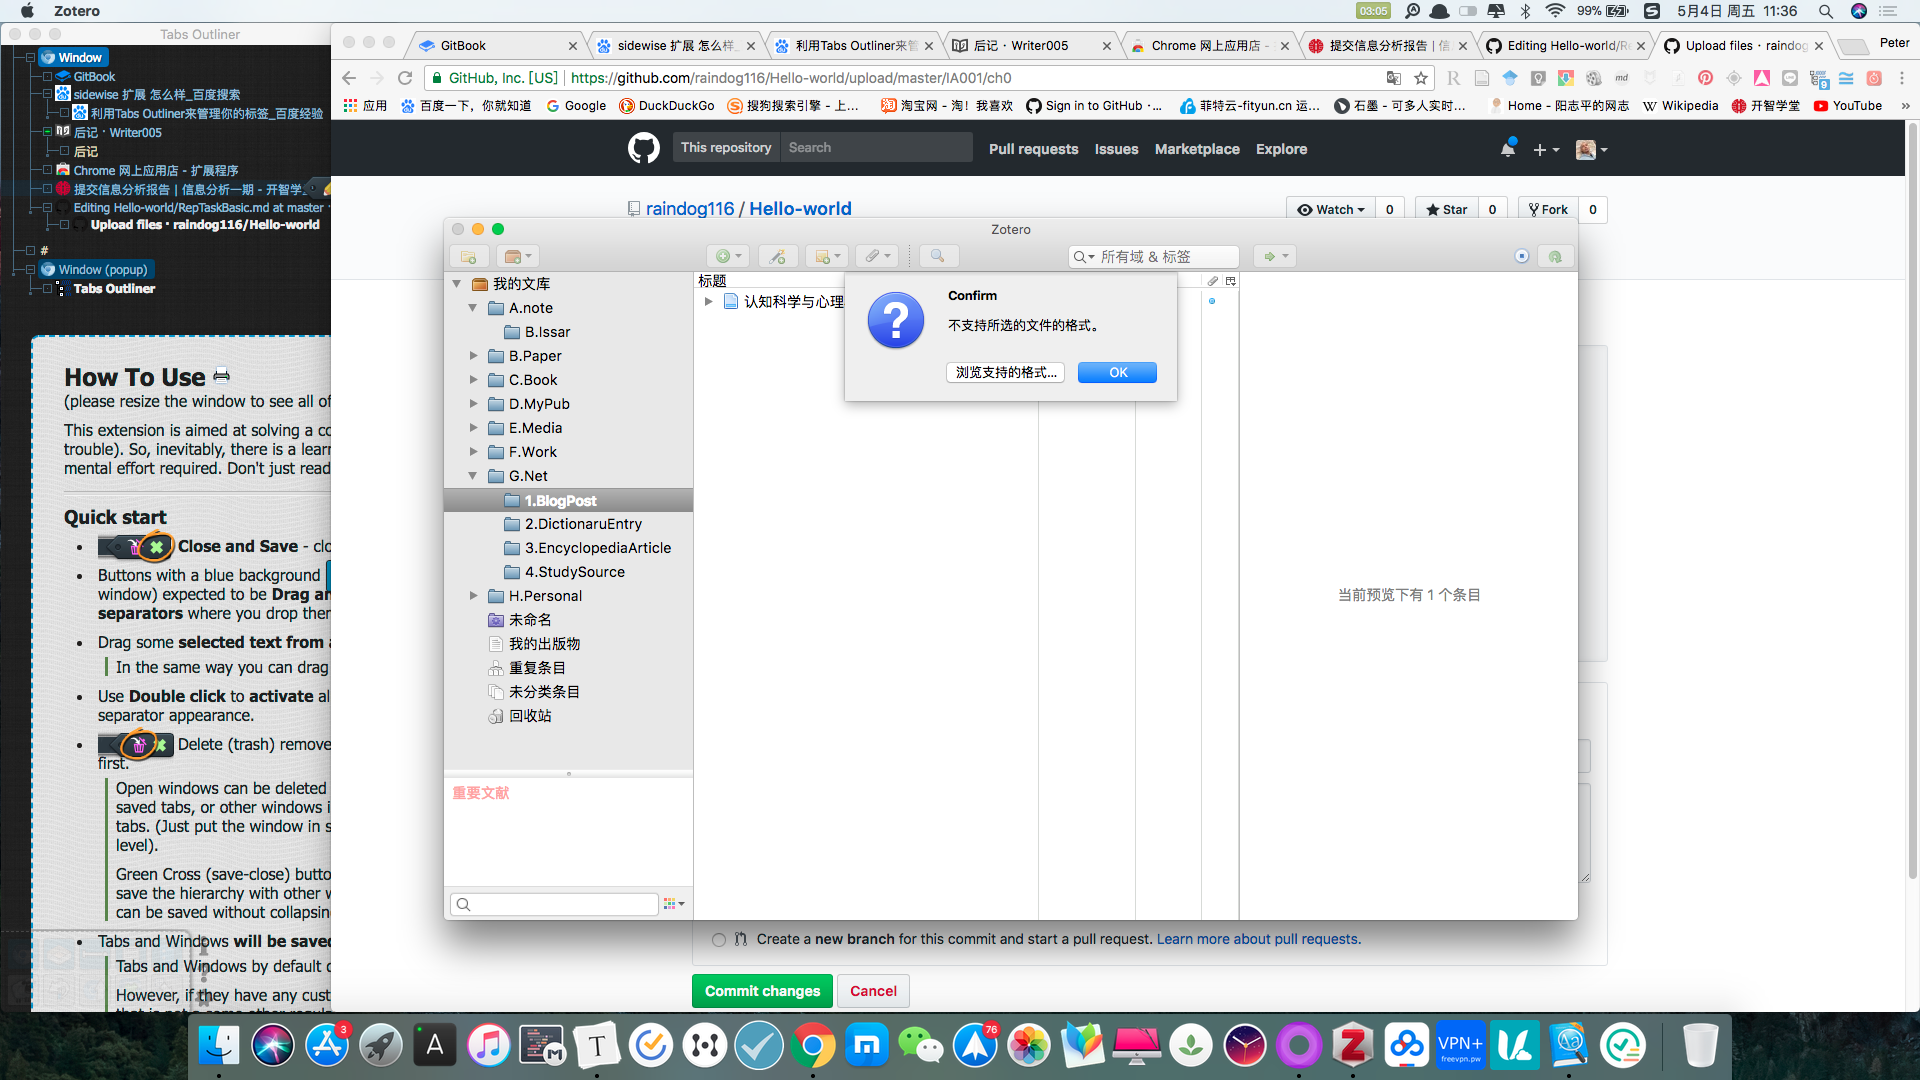 Zotero
03:05
99%
5月4日 周五 11:36
Tabs Outliner
Window
GitBook
sidewise 扩展 怎么样_百度搜索
利用Tabs Outliner来管理你的标签_百度经验
后记 · Writer005
后记
Chrome 网上应用店 - 扩展程序
提交信息分析报告 | 信息分析一期 - 开智学
Editing Hello-world/RepTaskBasic.md at master ·
Upload files · raindog116/Hello-world
#
Window (popup)
Tabs Outliner
How To Use
(please resize the window to see all of
This extension is aimed at solving a co
trouble). So, inevitably, there is a learn
mental effort required. Don't just read
Quick start
Close and Save - clo
Buttons with a blue background
window) expected to be Drag an
separators where you drop then
Drag some selected text from a
In the same way you can drag
Use Double click to activate al
separator appearance.
Delete (trash) remove
first.
Open windows can be deleted
saved tabs, or other windows i
tabs. (Just put the window in s
level).
Green Cross (save-close) butto
save the hierarchy with other w
can be saved without collapsin
Tabs and Windows will be saved
Tabs and Windows by default d
However, if they have any cust
GitBook
sidewise 扩展 怎么样
利用Tabs Outliner来管
后记 · Writer005
Chrome 网上应用店 -
提交信息分析报告 | 信
Editing Hello-world/Re
Upload files · raindog
Peter
GitHub, Inc. [US] | https://github.com/raindog116/Hello-world/upload/master/IA001/ch0
应用
百度一下，你就知道
Google
DuckDuckGo
搜狗搜索引擎 - 上...
淘宝网 - 淘！我喜欢
Sign in to GitHub · ...
菲特云-fityun.cn 运...
石墨 - 可多人实时...
Home - 阳志平的网志
Wikipedia
开智学堂
YouTube
»
This repository
Search
Pull requests
Issues
Marketplace
Explore
raindog116 / Hello-world
Watch
0
Star
0
Fork
0
Zotero
所有域 & 标签
我的文库
A.note
B.Issar
B.Paper
C.Book
D.MyPub
E.Media
F.Work
G.Net
1.BlogPost
2.DictionaruEntry
3.EncyclopediaArticle
4.StudySource
H.Personal
未命名
我的出版物
重复条目
未分类条目
回收站
重要文献
标题
认知科学与心理
Confirm
不支持所选的文件的格式。
浏览支持的格式...
OK
当前预览下有 1 个条目
Create a new branch for this commit and start a pull request. Learn more about pull requests.
Commit changes
Cancel
3
76
VPN+
freevpn.pw